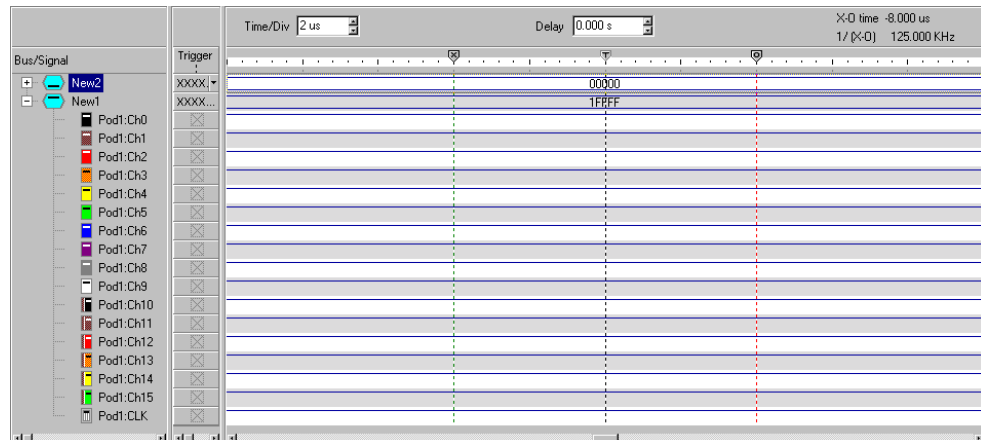 Time/Div 2 us Delay 0.000 s X-O time -8.000 us
1/ (X-O) 125.000 KHz
Bus/Signal Trigger X T O
New2 XXXX. 00000
New1 XXXX... 1FFFF
Pod1:Ch0
Pod1:Ch1
Pod1:Ch2
Pod1:Ch3
Pod1:Ch4
Pod1:Ch5
Pod1:Ch6
Pod1:Ch7
Pod1:Ch8
Pod1:Ch9
Pod1:Ch10
Pod1:Ch11
Pod1:Ch12
Pod1:Ch13
Pod1:Ch14
Pod1:Ch15
Pod1:CLK